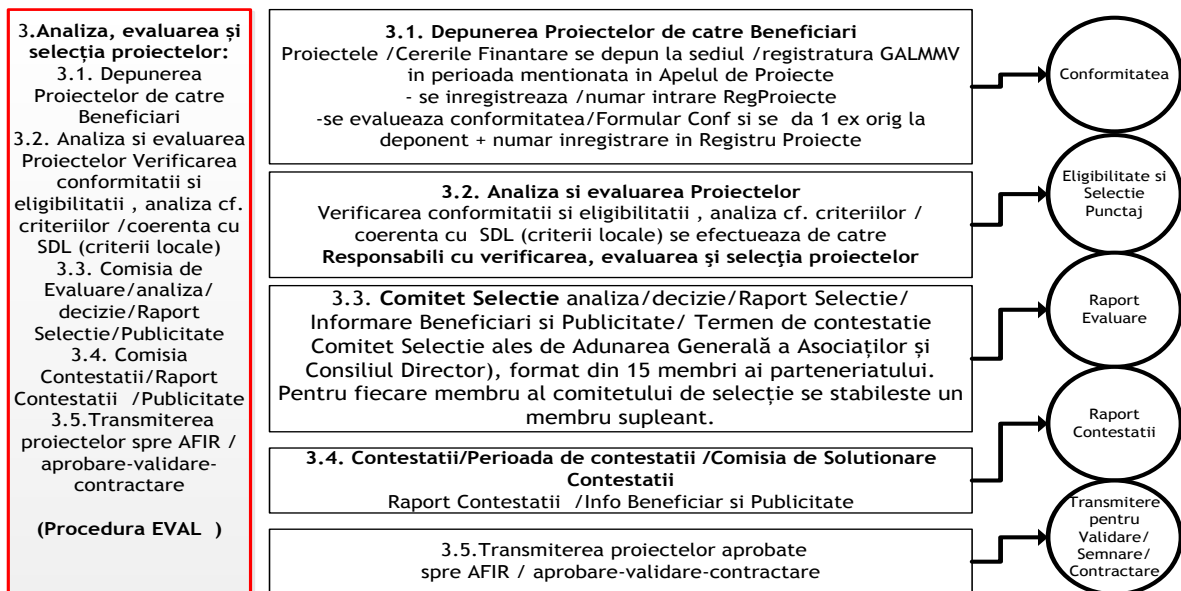 3.Analiza, evaluarea și
selecția proiectelor:
3.1. Depunerea
Proiectelor de catre
Beneficiari
3.2. Analiza si evaluarea
Proiectelor Verificarea
conformitatii si
eligibilitatii , analiza cf.
criteriilor /coerenta cu
SDL (criterii locale)
3.3. Comisia de
Evaluare/analiza/
decizie/Raport
Selectie/Publicitate
3.4. Comisia
Contestatii/Raport
Contestatii  /Publicitate
3.5.Transmiterea
proiectelor spre AFIR /
aprobare-validare-
contractare
(Procedura EVAL  )
3.1. Depunerea Proiectelor de catre Beneficiari
Proiectele /Cererile Finantare se depun la sediul /registratura GALMMV
in perioada mentionata in Apelul de Proiecte
- se inregistreaza /numar intrare RegProiecte
-se evalueaza conformitatea/Formular Conf si se  da 1 ex orig la
deponent + numar inregistrare in Registru Proiecte
Conformitatea
3.2. Analiza si evaluarea Proiectelor
Verificarea conformitatii si eligibilitatii , analiza cf. criteriilor /
coerenta cu  SDL (criterii locale) se efectueaza de catre
Responsabili cu verificarea, evaluarea şi selecţia proiectelor
Eligibilitate si
Selectie
Punctaj
3.3. Comitet Selectie analiza/decizie/Raport Selectie/
Informare Beneficiari si Publicitate/ Termen de contestatie
Comitet Selectie ales de Adunarea Generală a Asociaților și
Consiliul Director), format din 15 membri ai parteneriatului.
Pentru fiecare membru al comitetului de selecție se stabileste un
membru supleant.
Raport
Evaluare
3.4. Contestatii/Perioada de contestatii /Comisia de Solutionare
Contestatii
Raport Contestatii  /Info Beneficiar si Publicitate
Raport
Contestatii
3.5.Transmiterea proiectelor aprobate
spre AFIR / aprobare-validare-contractare
Transmitere
pentru
Validare/
Semnare/
Contractare